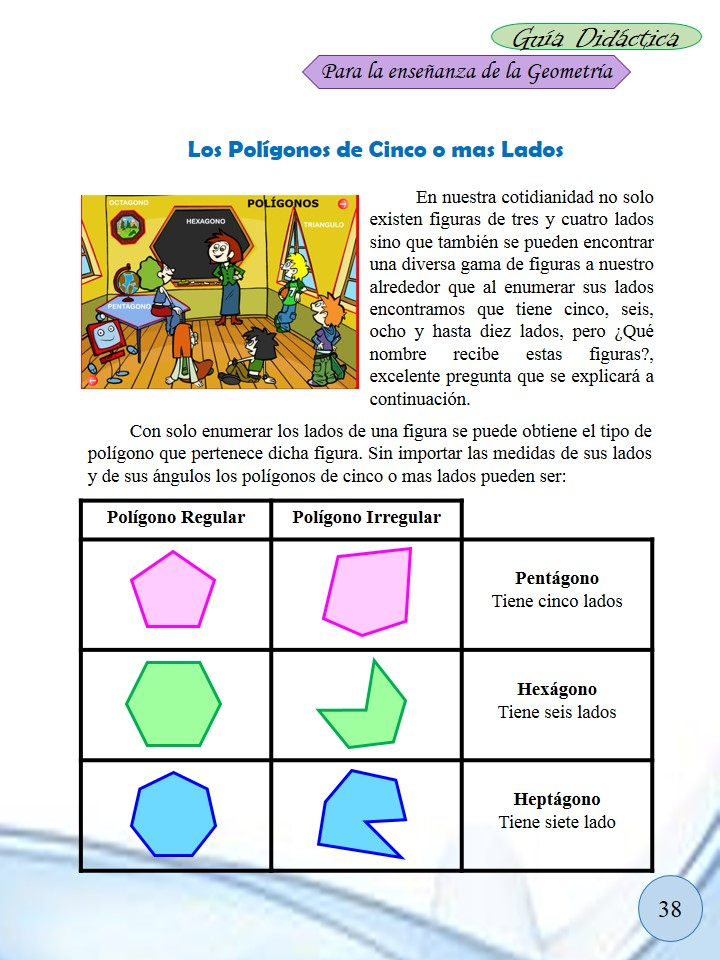 Guía Didáctica
Para la enseñanza de la Geometría
Los Polígonos de Cinco o mas Lados
OCTAGONO
POLÍGONOS
HEXAGONO
TRIANGULO
PENTAGONO
En nuestra cotidianidad no solo
existen figuras de tres y cuatro lados
sino que también se pueden encontrar
una diversa gama de figuras a nuestro
alrededor que al enumerar sus lados
encontramos que tiene cinco, seis,
ocho y hasta diez lados, pero ¿Qué
nombre recibe estas figuras?,
excelente pregunta que se explicará a
continuación.
Con solo enumerar los lados de una figura se puede obtiene el tipo de
polígono que pertenece dicha figura. Sin importar las medidas de sus lados
y de sus ángulos los polígonos de cinco o mas lados pueden ser:
Polígono Regular
Polígono Irregular
Pentágono
Tiene cinco lados
Hexágono
Tiene seis lados
Heptágono
Tiene siete lado
38